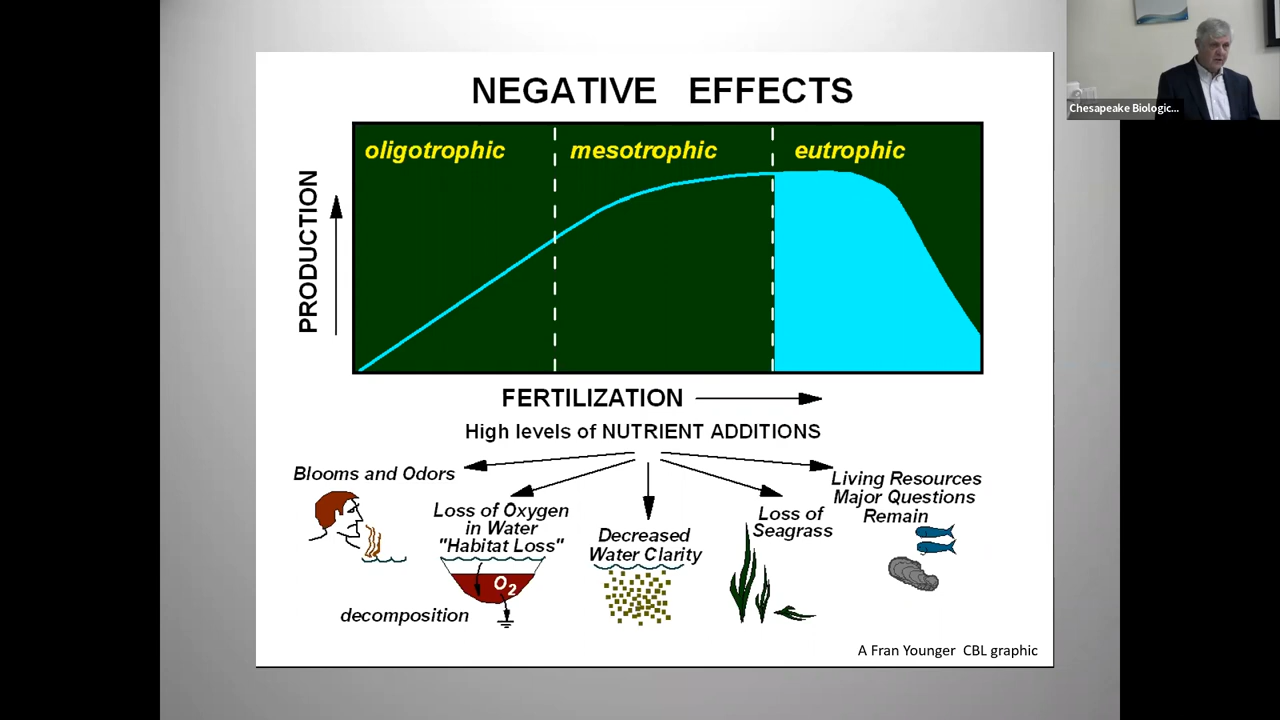 NEGATIVE EFFECTS
oligotrophic
mesotrophic
eutrophic
PRODUCTION
FERTILIZATION
High levels of NUTRIENT ADDITIONS
Blooms and Odors
Loss of Oxygen
in Water
"Habitat Loss"
O2
decomposition
Decreased
Water Clarity
Loss of
Seagrass
Living Resources
Major Questions
Remain
A Fran Younger CBL graphic
Chesapeake Biologic...